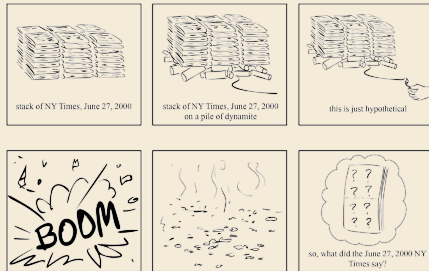 stack of NY Times, June 27, 2000
stack of NY Times, June 27, 2000
on a pile of dynamite
this is just hypothetical
BOOM
? ?
? ?
? ?
? ?
so, what did the June 27, 2000 NY
Times say?